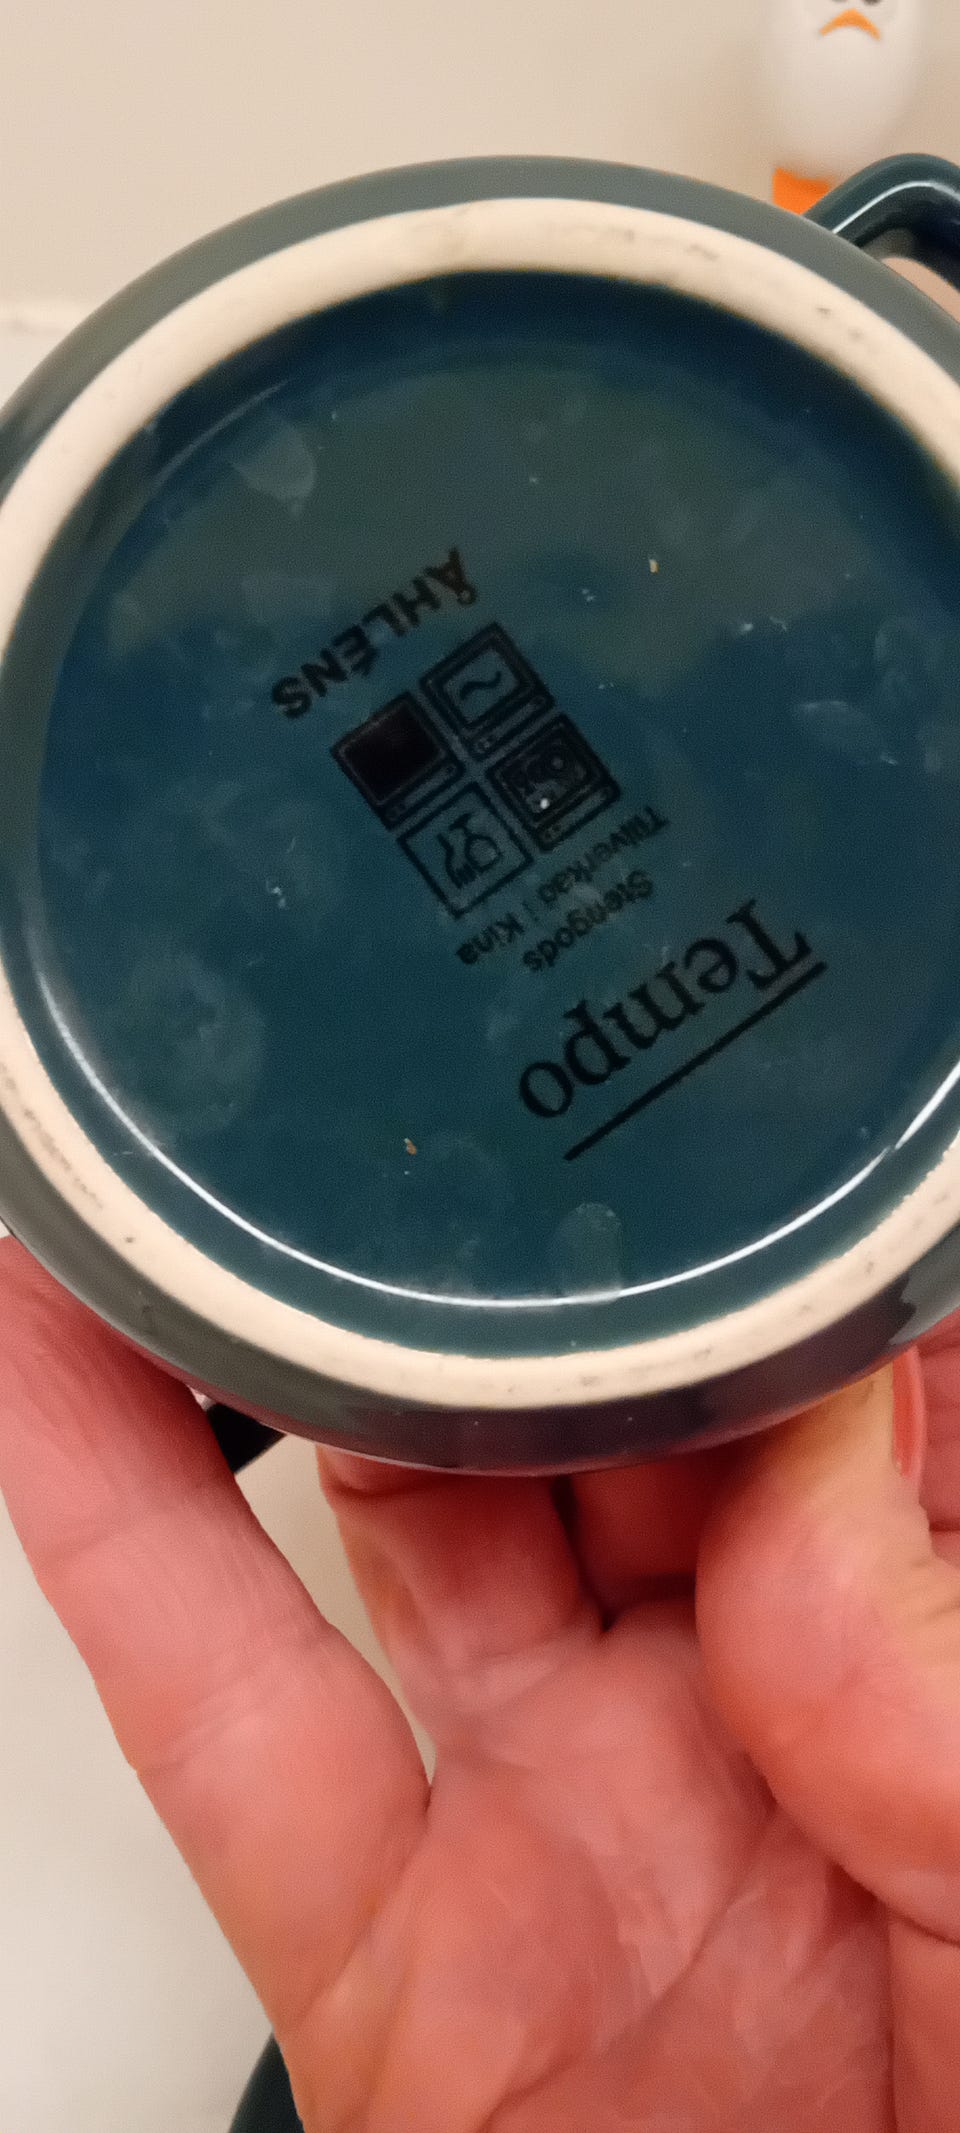 Tempo
Stengods
Tillverkad i Kina
ÅHLÉNS